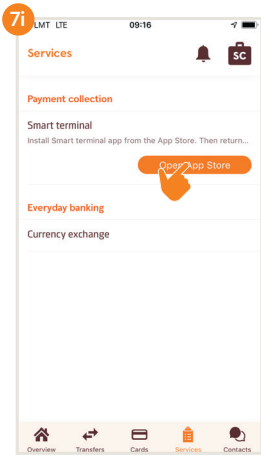 7i
LMT LTE 09:16
Services
SC
Payment collection
Smart terminal
Install Smart terminal app from the App Store. Then return...
Open App Store
Everyday banking
Currency exchange
Overview Transfers Cards Services Contacts